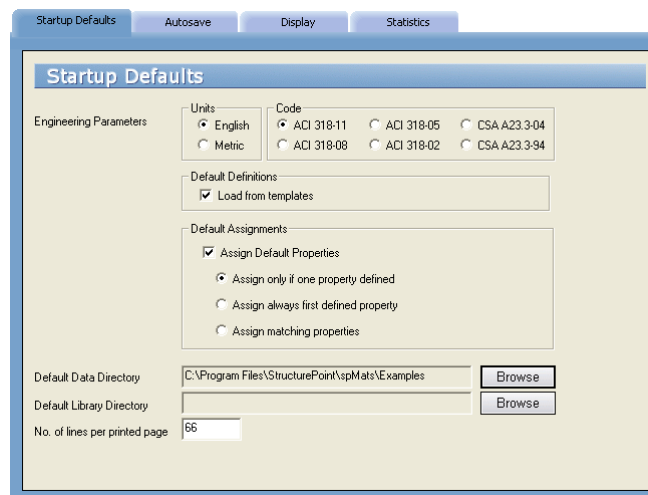 Startup Defaults Autosave Display Statistics
Startup Defaults
Engineering Parameters
Units
English
Metric
Code
ACI 318-11 ACI 318-05 CSA A23.3-04
ACI 318-08 ACI 318-02 CSA A23.3-94
Default Definitions
Load from templates
Default Assignments
Assign Default Properties
Assign only if one property defined
Assign always first defined property
Assign matching properties
Default Data Directory C:\Program Files\StructurePoint\spMats\Examples Browse
Default Library Directory Browse
No. of lines per printed page 66